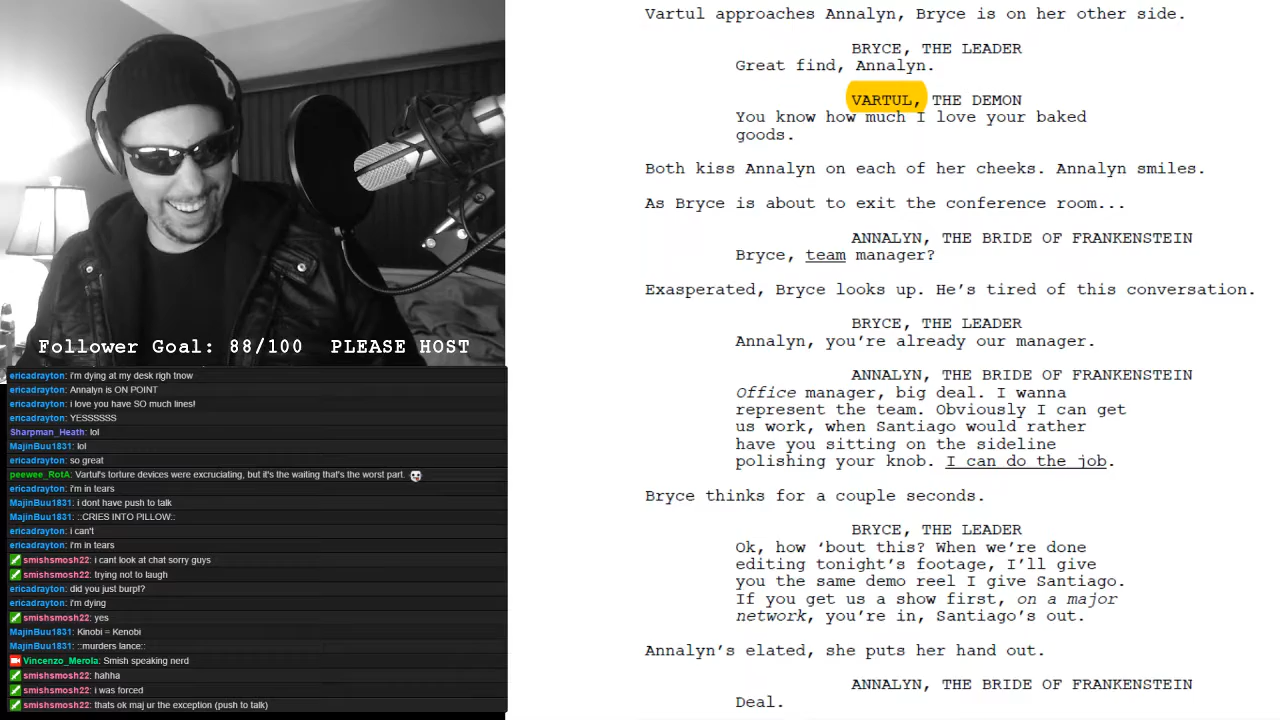 Follower Goal: 88/100 PLEASE HOST
ericadrayton: i'm dying at my desk righ tnow
ericadrayton: Annalyn is ON POINT
ericadrayton: i love you have SO much lines!
ericadrayton: YESSSSSS
Sharpman_Heath: lol
MajinBuu1831: lol
ericadrayton: so great
peewee_RotA: Vartul's torture devices were excruciating, but it's the waiting that's the worst part.
ericadrayton: i'm in tears
MajinBuu1831: i dont have push to talk
MajinBuu1831: ::CRIES INTO PILLOW::
ericadrayton: i can't
ericadrayton: i'm in tears
smishsmosh22: i cant look at chat sorry guys
smishsmosh22: trying not to laugh
ericadrayton: did you just burpf?
ericadrayton: i'm dying
smishsmosh22: yes
MajinBuu1831: Kinobi = Kenobi
MajinBuu1831: ::murders lance::
Vincenzo_Merola: Smish speaking nerd
smishsmosh22: hahha
smishsmosh22: i was forced
smishsmosh22: thats ok maj ur the exception (push to talk)
Vartul approaches Annalyn, Bryce is on her other side.
BRYCE, THE LEADER
Great find, Annalyn.
VARTUL, THE DEMON
You know how much I love your baked
goods.
Both kiss Annalyn on each of her cheeks. Annalyn smiles.
As Bryce is about to exit the conference room...
ANNALYN, THE BRIDE OF FRANKENSTEIN
Bryce, team manager?
Exasperated, Bryce looks up. He's tired of this conversation.
BRYCE, THE LEADER
Annalyn, you're already our manager.
ANNALYN, THE BRIDE OF FRANKENSTEIN
Office manager, big deal. I wanna
represent the team. Obviously I can get
us work, when Santiago would rather
have you sitting on the sideline
polishing your knob. I can do the job.
Bryce thinks for a couple seconds.
BRYCE, THE LEADER
Ok, how 'bout this? When we're done
editing tonight's footage, I'll give
you the same demo reel I give Santiago.
If you get us a show first, on a major
network, you're in, Santiago's out.
Annalyn's elated, she puts her hand out.
ANNALYN, THE BRIDE OF FRANKENSTEIN
Deal.